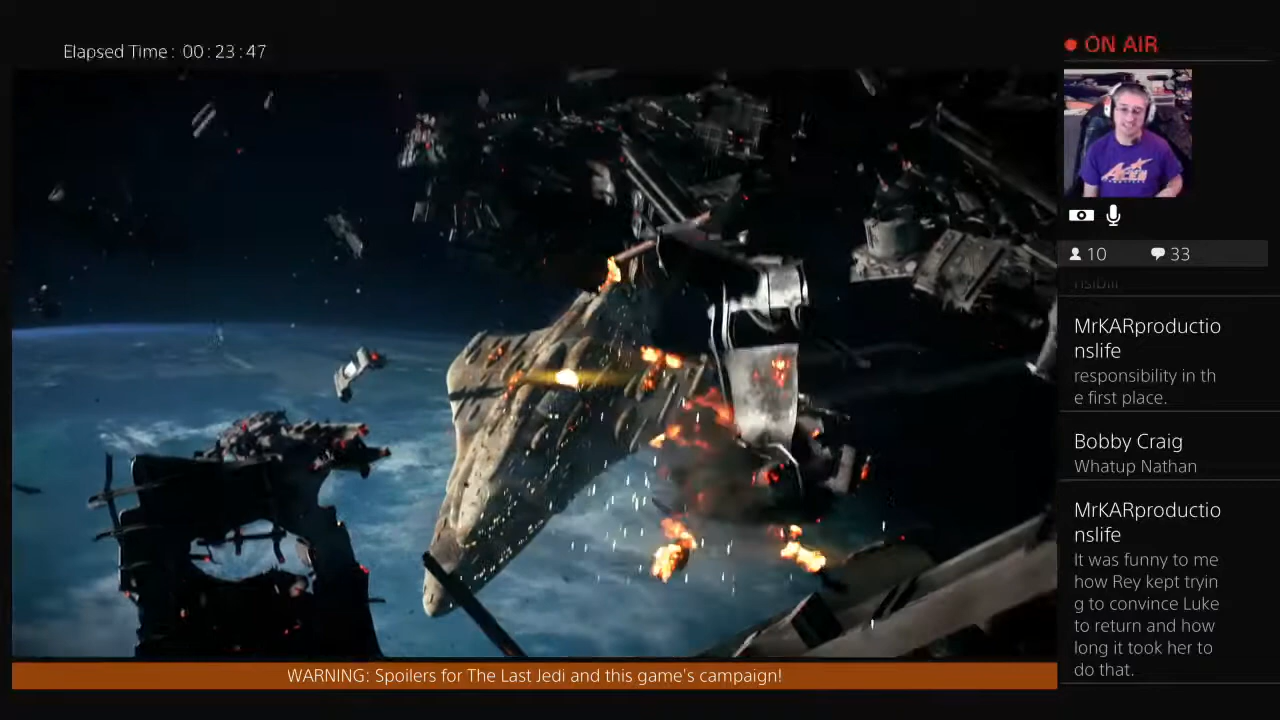 Elapsed Time: 00:23:47
ON AIR
10
33
MrKARproductio
nslife
responsibility in th
e first place.
Bobby Craig
Whatup Nathan
MrKARproductio
nslife
It was funny to me
how Rey kept tryin
g to convince Luke
to return and how
long it took her to
do that.
WARNING: Spoilers for The Last Jedi and this game's campaign!